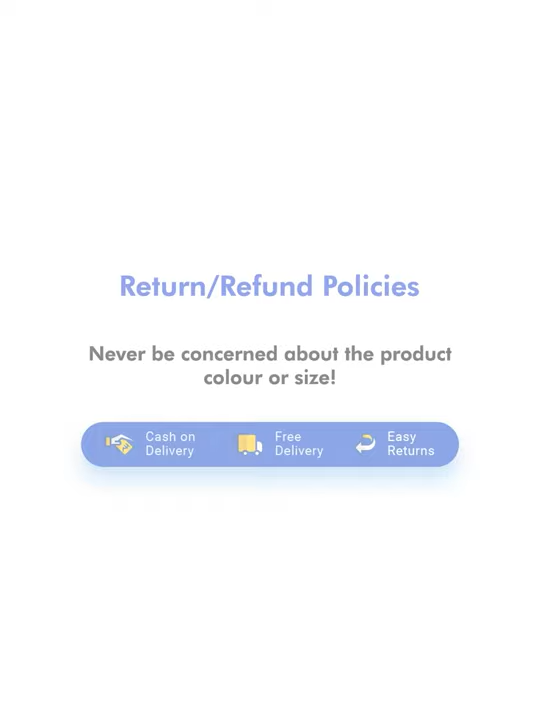 Return/Refund Policies
Never be concerned about the product
colour or size!
Cash on
Delivery
Free
Delivery
Easy
Returns